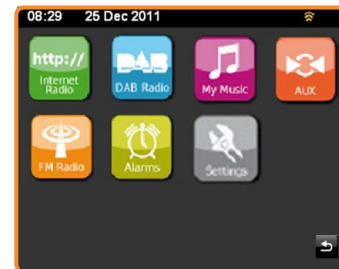 08:29 25 Dec 2011
http://
Internet
Radio
DAB
DAB Radio
My Music
AUX
FM Radio
Alarms
Settings